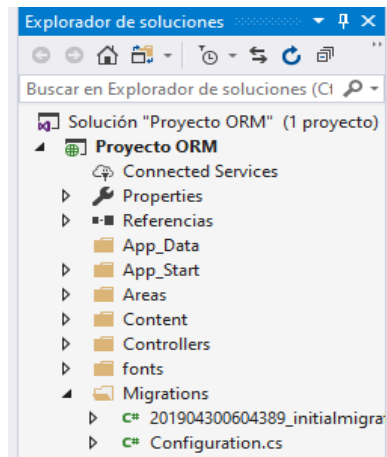 Explorador de soluciones
Buscar en Explorador de soluciones (Ct
Solución "Proyecto ORM" (1 proyecto)
Proyecto ORM
Connected Services
Properties
Referencias
App_Data
App_Start
Areas
Content
Controllers
fonts
Migrations
C# 201904300604389_initialmigra
C# Configuration.cs